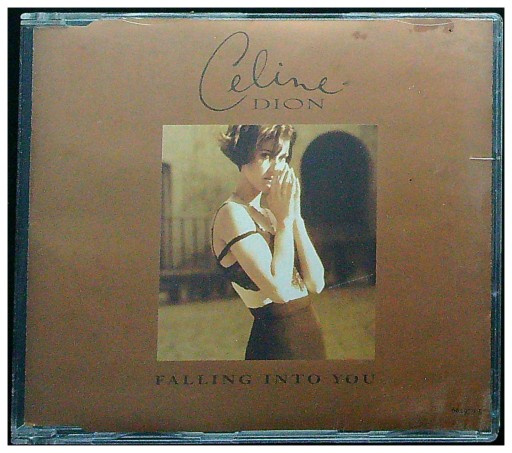 Celine
DION
FALLING INTO YOU